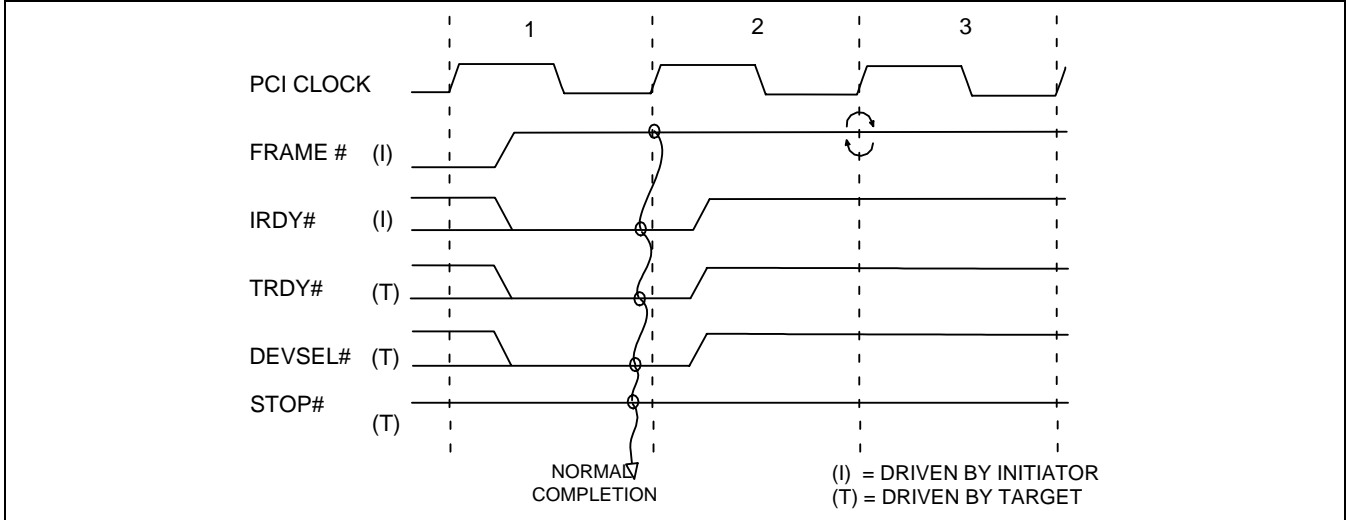 1 2 3
PCI CLOCK
FRAME # (I)
IRDY# (I)
TRDY# (T)
DEVSEL# (T)
STOP#
(T)
NORMAL
COMPLETION
(I) = DRIVEN BY INITIATOR
(T) = DRIVEN BY TARGET